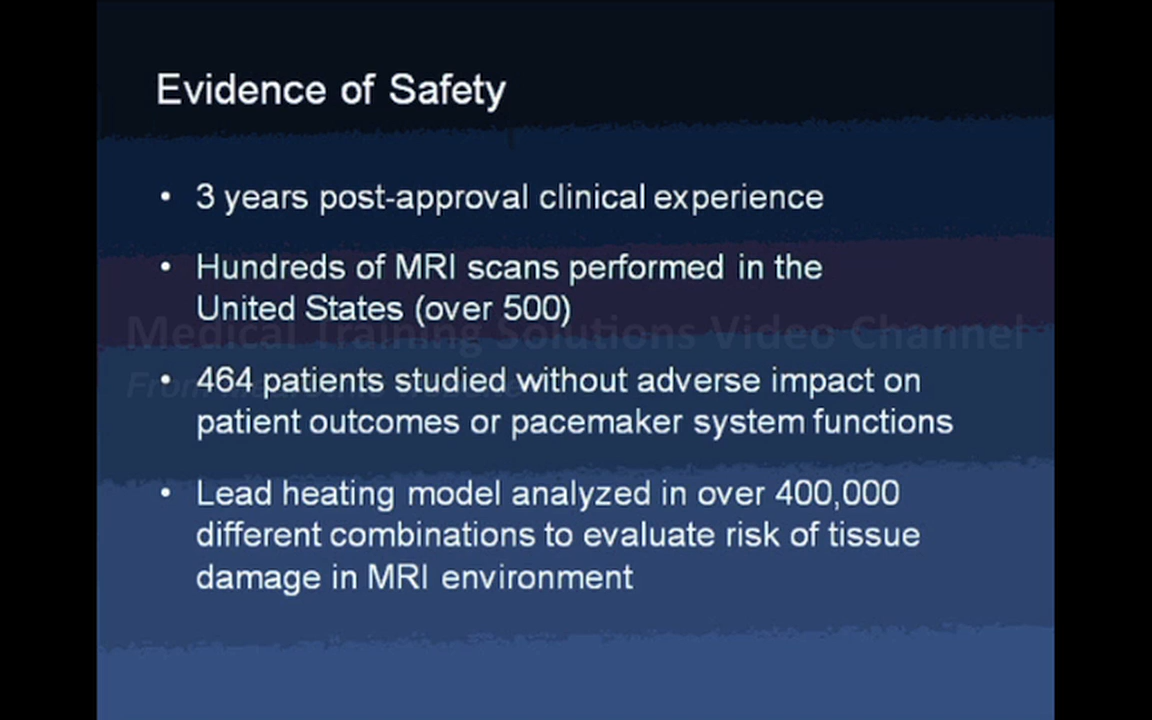 Evidence of Safety
• 3 years post-approval clinical experience
• Hundreds of MRI scans performed in the
United States (over 500)
Medical Training Solutions Video Channel
• 464 patients studied without adverse impact on
From
patient outcomes or pacemaker system functions
• Lead heating model analyzed in over 400,000
different combinations to evaluate risk of tissue
damage in MRI environment